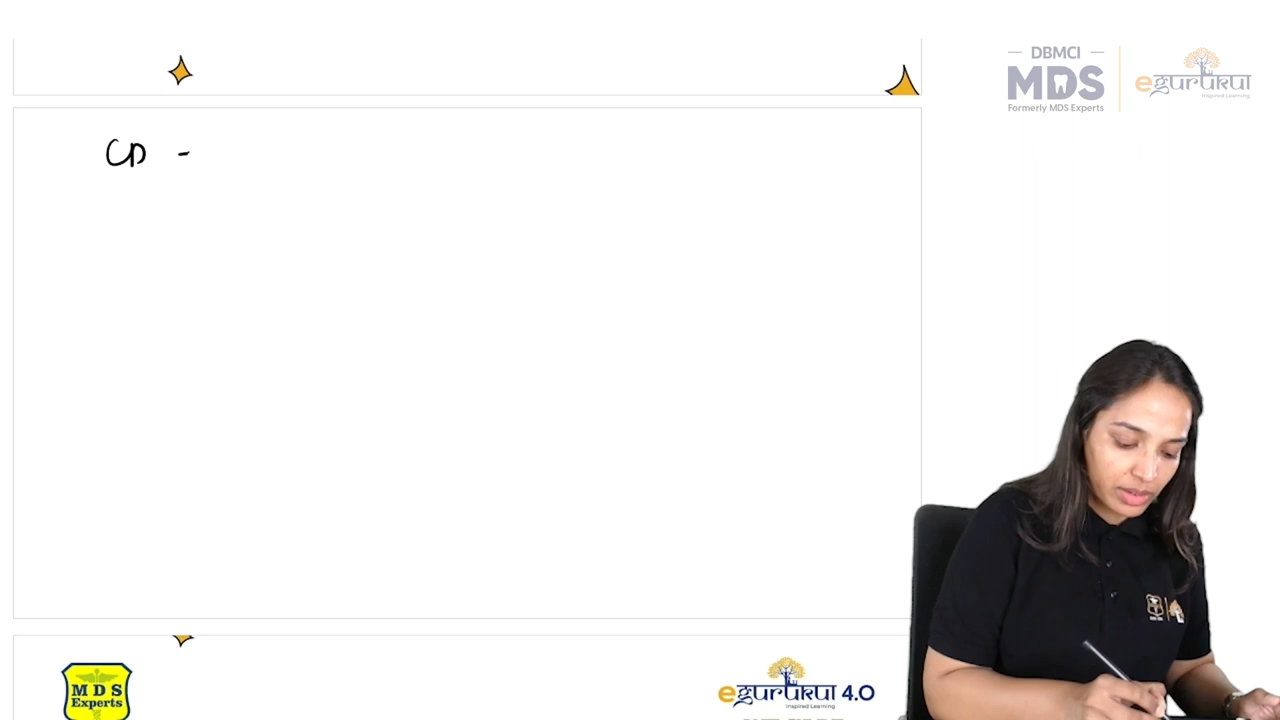 — DBMCI —
MDS
Formerly MDS Experts
egurukul
Inspired Learning
CD -
MDS
Experts
egurukul 4.0
Inspired Learning